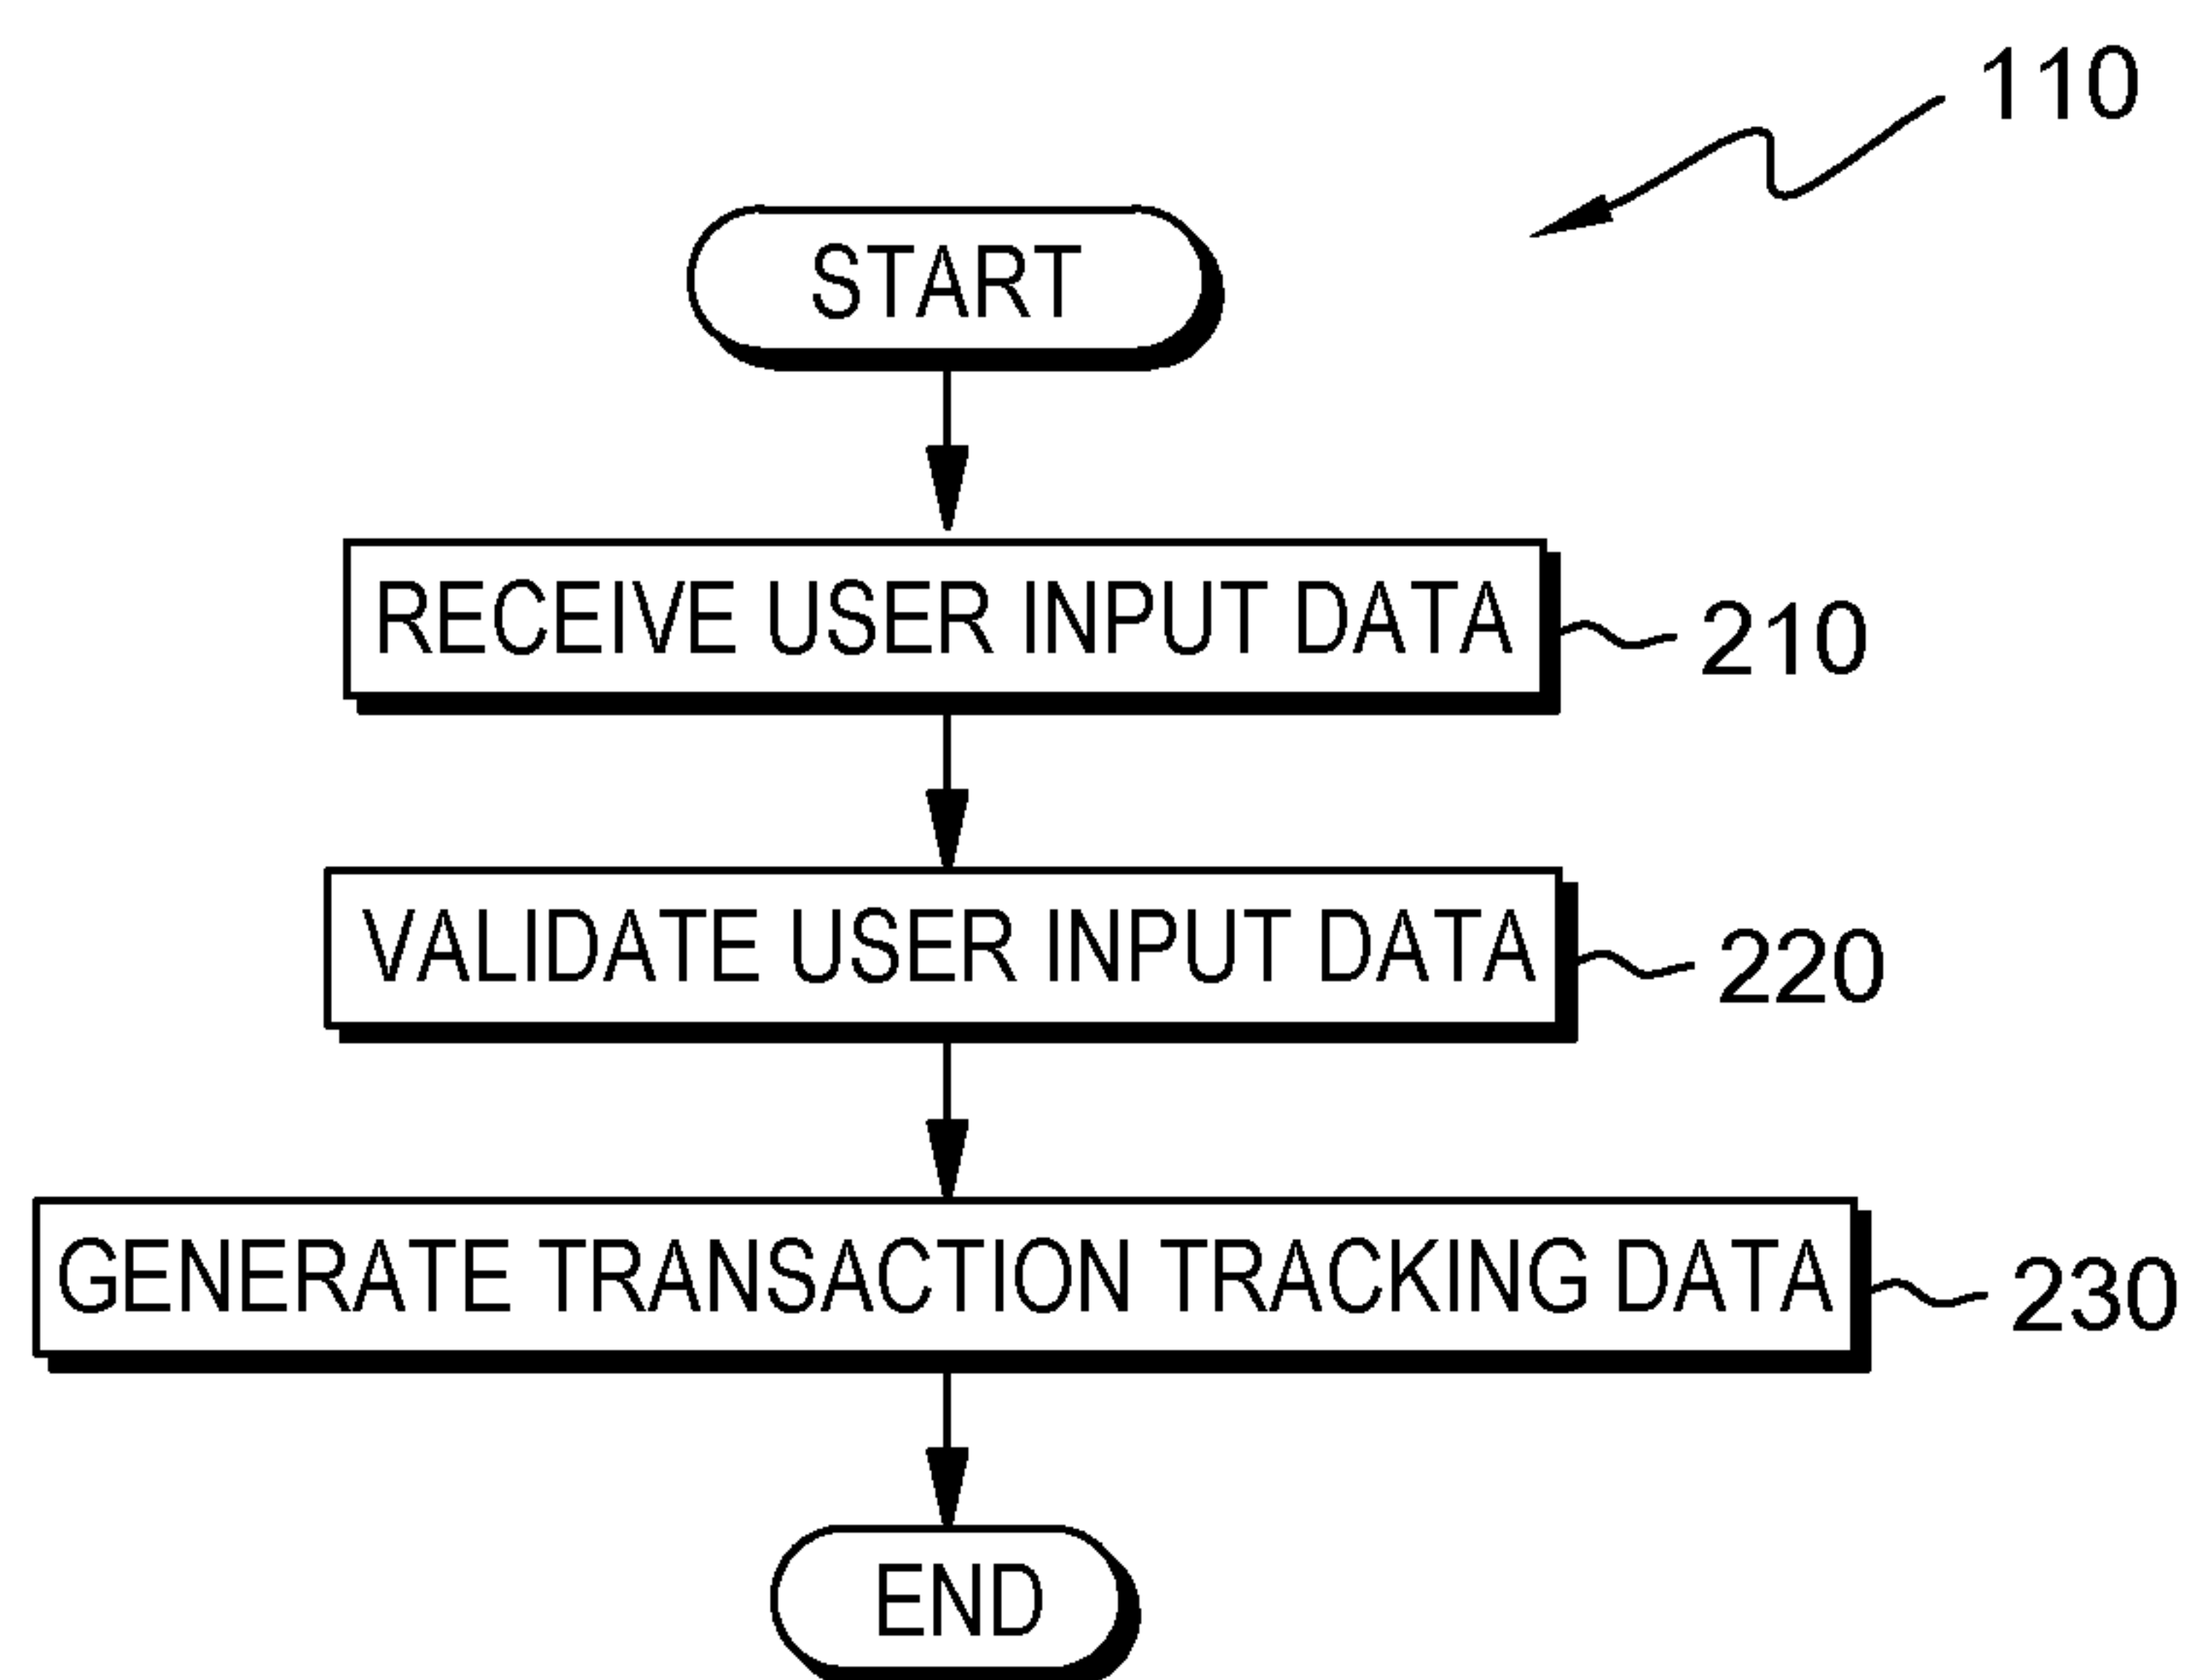 110
START
RECEIVE USER INPUT DATA
210
VALIDATE USER INPUT DATA
220
GENERATE TRANSACTION TRACKING DATA
230
END